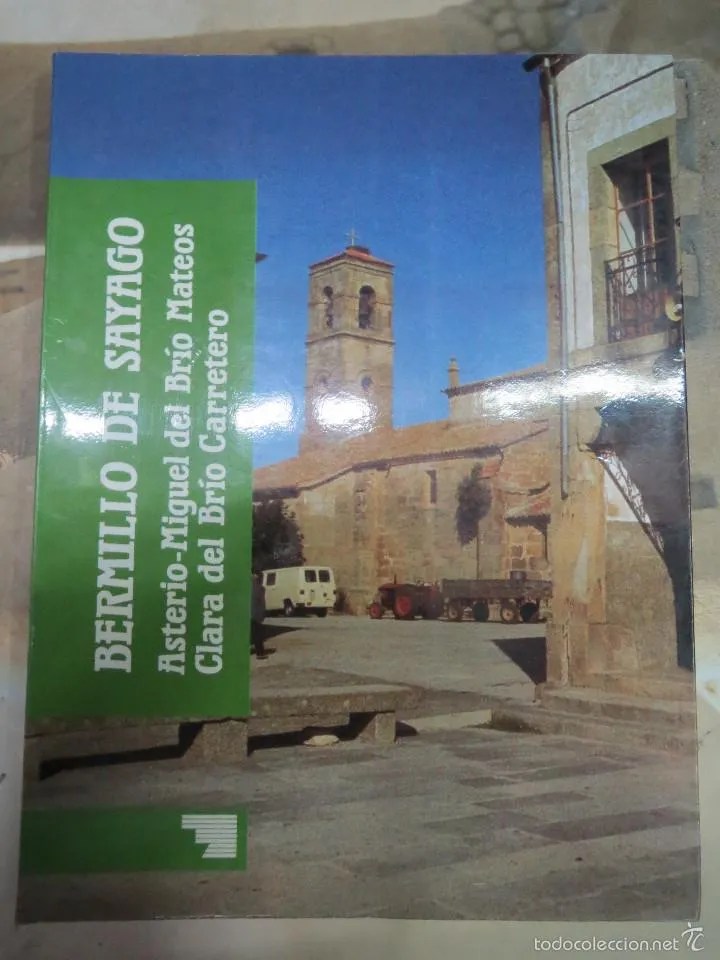 BERMILLO DE SAYAGO
Asterio-Miguel del Brío Mateos
Clara del Brío Carretero
todocoleccion.net